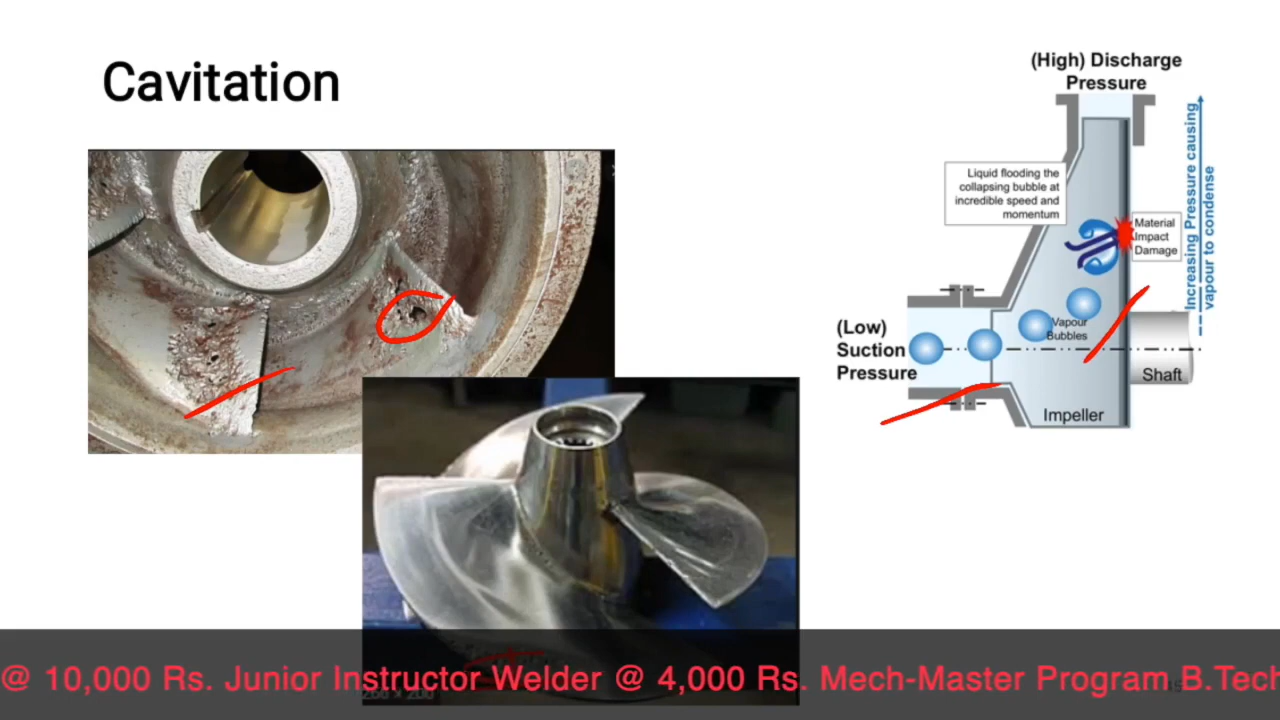 Cavitation
(High) Discharge
Pressure
Liquid flooding the
collapsing bubble at
incredible speed and
momentum
Material
Impact
Damage
Increasing Pressure causing
vapour to condense
(Low)
Suction
Pressure
Vapour
Bubbles
Shaft
Impeller
@ 10,000 Rs. Junior Instructor Welder @ 4,000 Rs. Mech-Master Program B.Tech